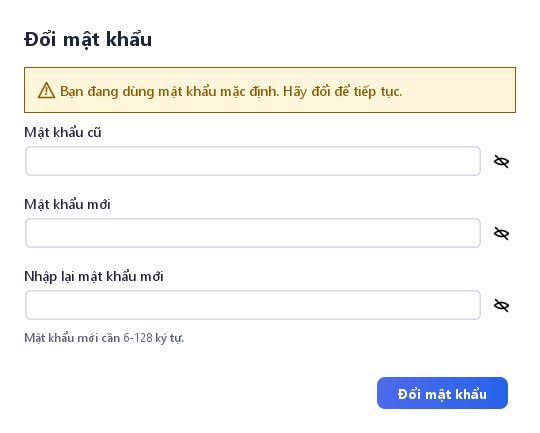 Đổi mật khẩu
Bạn đang dùng mật khẩu mặc định. Hãy đổi để tiếp tục.
Mật khẩu cũ
Mật khẩu mới
Nhập lại mật khẩu mới
Mật khẩu mới cần 6-128 ký tự.
Đổi mật khẩu